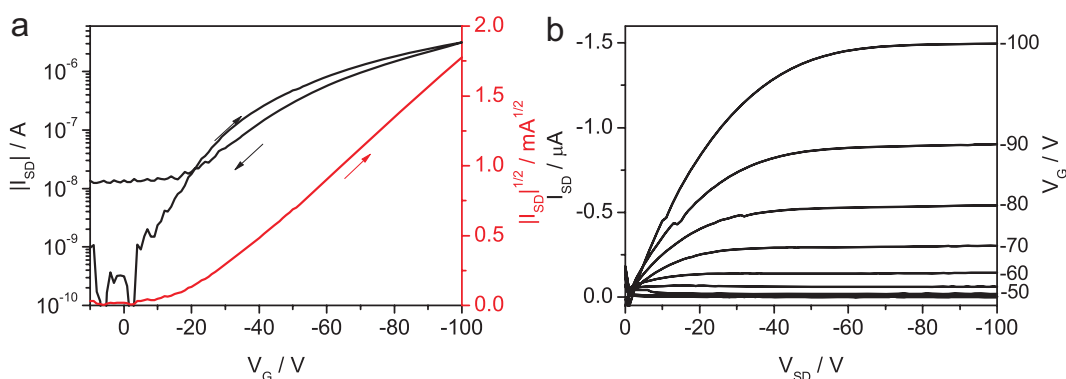 a
|I_SD| / A
10^-6
10^-7
10^-8
10^-9
10^-10
0 -20 -40 -60 -80 -100
V_G / V
2.0
1.5
1.0
0.5
0.0
|I_SD|^1/2 / mA^1/2
b
I_SD / μA
-1.5
-1.0
-0.5
0.0
0 -20 -40 -60 -80 -100
V_SD / V
-100
-90
-80
-70
-60
-50
V_G / V